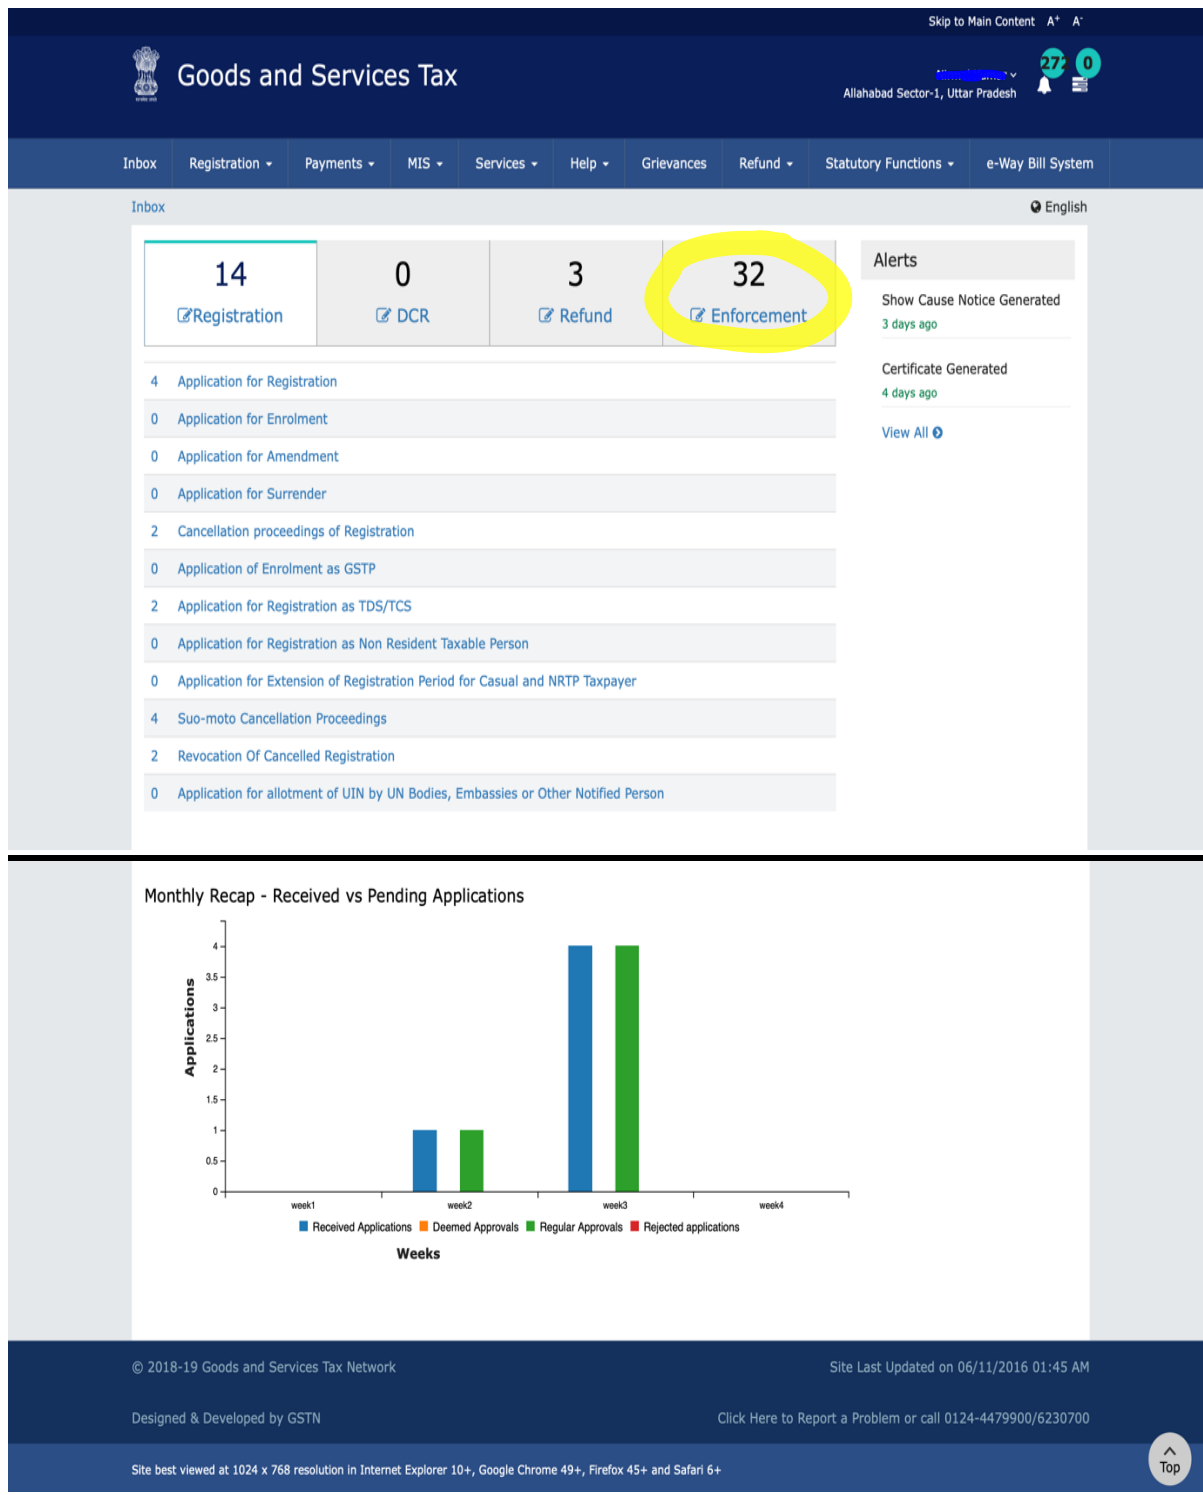 Skip to Main Content A+ A-
Goods and Services Tax
Allahabad Sector-1, Uttar Pradesh
0
Inbox Registration Payments MIS Services Help Grievances Refund Statutory Functions e-Way Bill System
Inbox
English
14 0 3 32
Registration DCR Refund Enforcement
4 Application for Registration
0 Application for Enrolment
0 Application for Amendment
0 Application for Surrender
2 Cancellation proceedings of Registration
0 Application of Enrolment as GSTP
2 Application for Registration as TDS/TCS
0 Application for Registration as Non Resident Taxable Person
0 Application for Extension of Registration Period for Casual and NRTP Taxpayer
4 Suo-moto Cancellation Proceedings
2 Revocation Of Cancelled Registration
0 Application for allotment of UIN by UN Bodies, Embassies or Other Notified Person
Alerts
Show Cause Notice Generated
3 days ago
Certificate Generated
4 days ago
View All
Monthly Recap - Received vs Pending Applications
Applications
4
3.5
3
2.5
2
1.5
1
0.5
0
week1 week2 week3 week4
Received Applications Deemed Approvals Regular Approvals Rejected applications
Weeks
© 2018-19 Goods and Services Tax Network
Site Last Updated on 06/11/2016 01:45 AM
Designed & Developed by GSTN
Click Here to Report a Problem or call 0124-4479900/6230700
Site best viewed at 1024 x 768 resolution in Internet Explorer 10+, Google Chrome 49+, Firefox 45+ and Safari 6+
Top